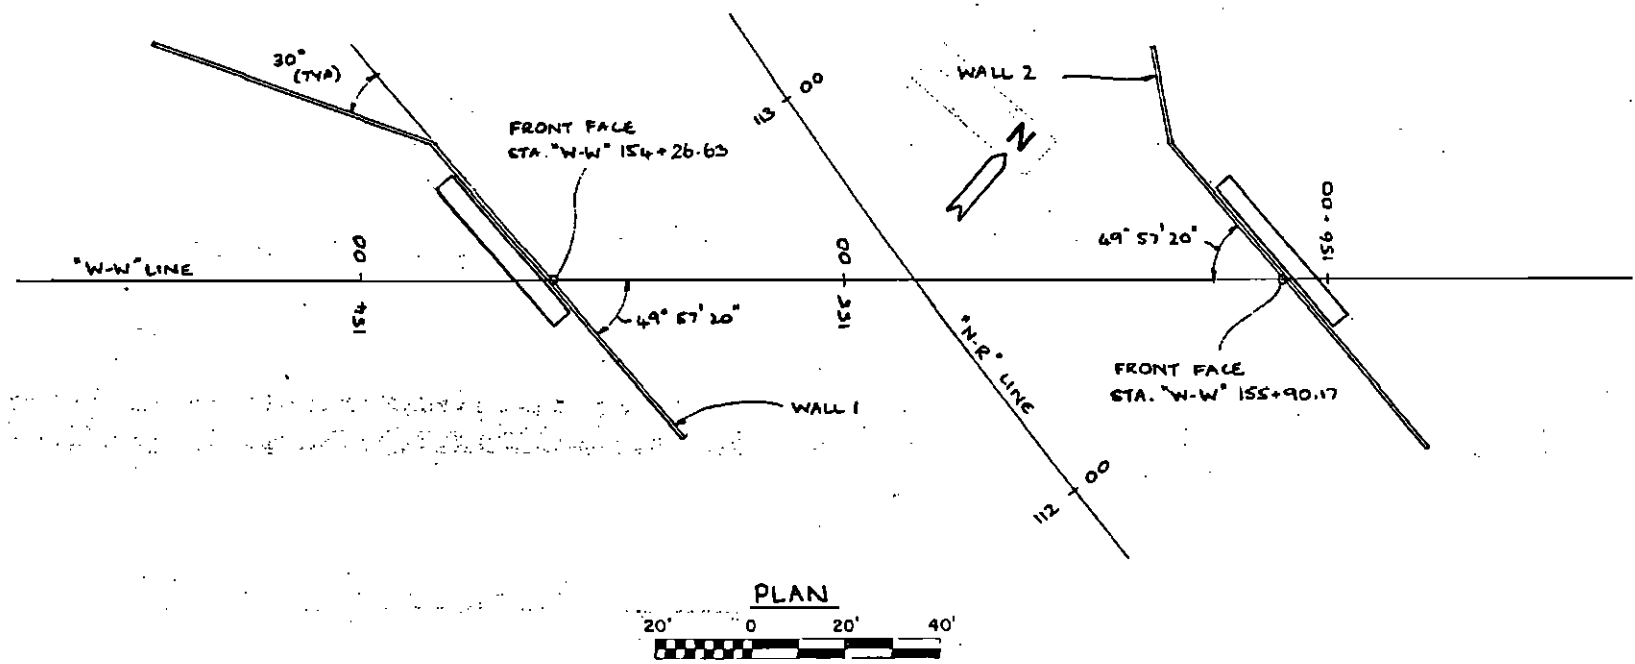 30°
(TYP)
FRONT FACE
STA. "W-W" 154+26.63
113
00
WALL 2
N
49° 57' 20"
156+00
"W-W" LINE
154
00
49° 57' 20"
155
00
"N-R" LINE
FRONT FACE
STA. "W-W" 155+90.17
WALL 1
112
00
PLAN
20' 0 20' 40'